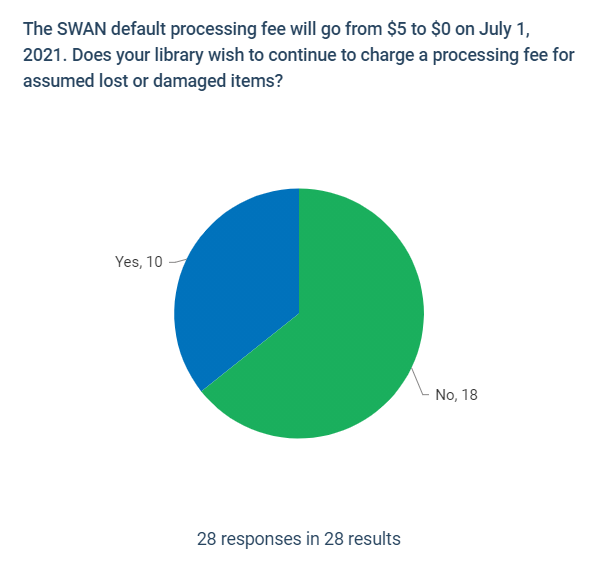 The SWAN default processing fee will go from $5 to $0 on July 1,
2021. Does your library wish to continue to charge a processing fee for
assumed lost or damaged items?
Yes, 10
No, 18
28 responses in 28 results